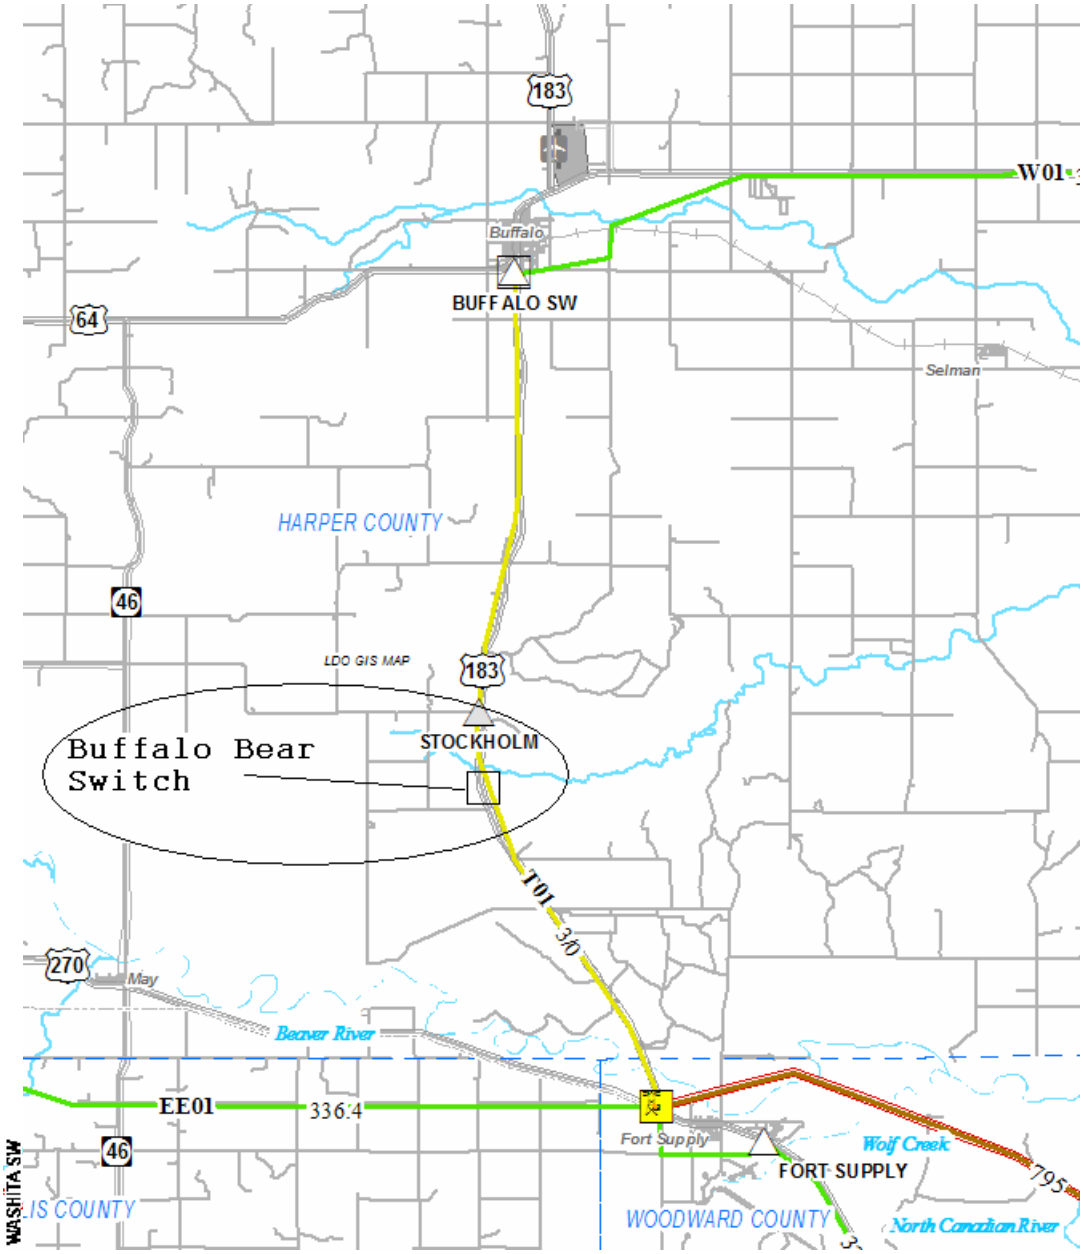 183
W01
Buffalo
BUFFALO SW
64
Selman
HARPER COUNTY
46
LDO GIS MAP
183
STOCKHOLM
Buffalo Bear
Switch
T01
3/0
270
May
Beaver River
EE01
336.4
Fort Supply
46
Wolf Creek
FORT SUPPLY
795
WASHITA SW
LIS COUNTY
WOODWARD COUNTY
North Canadian River